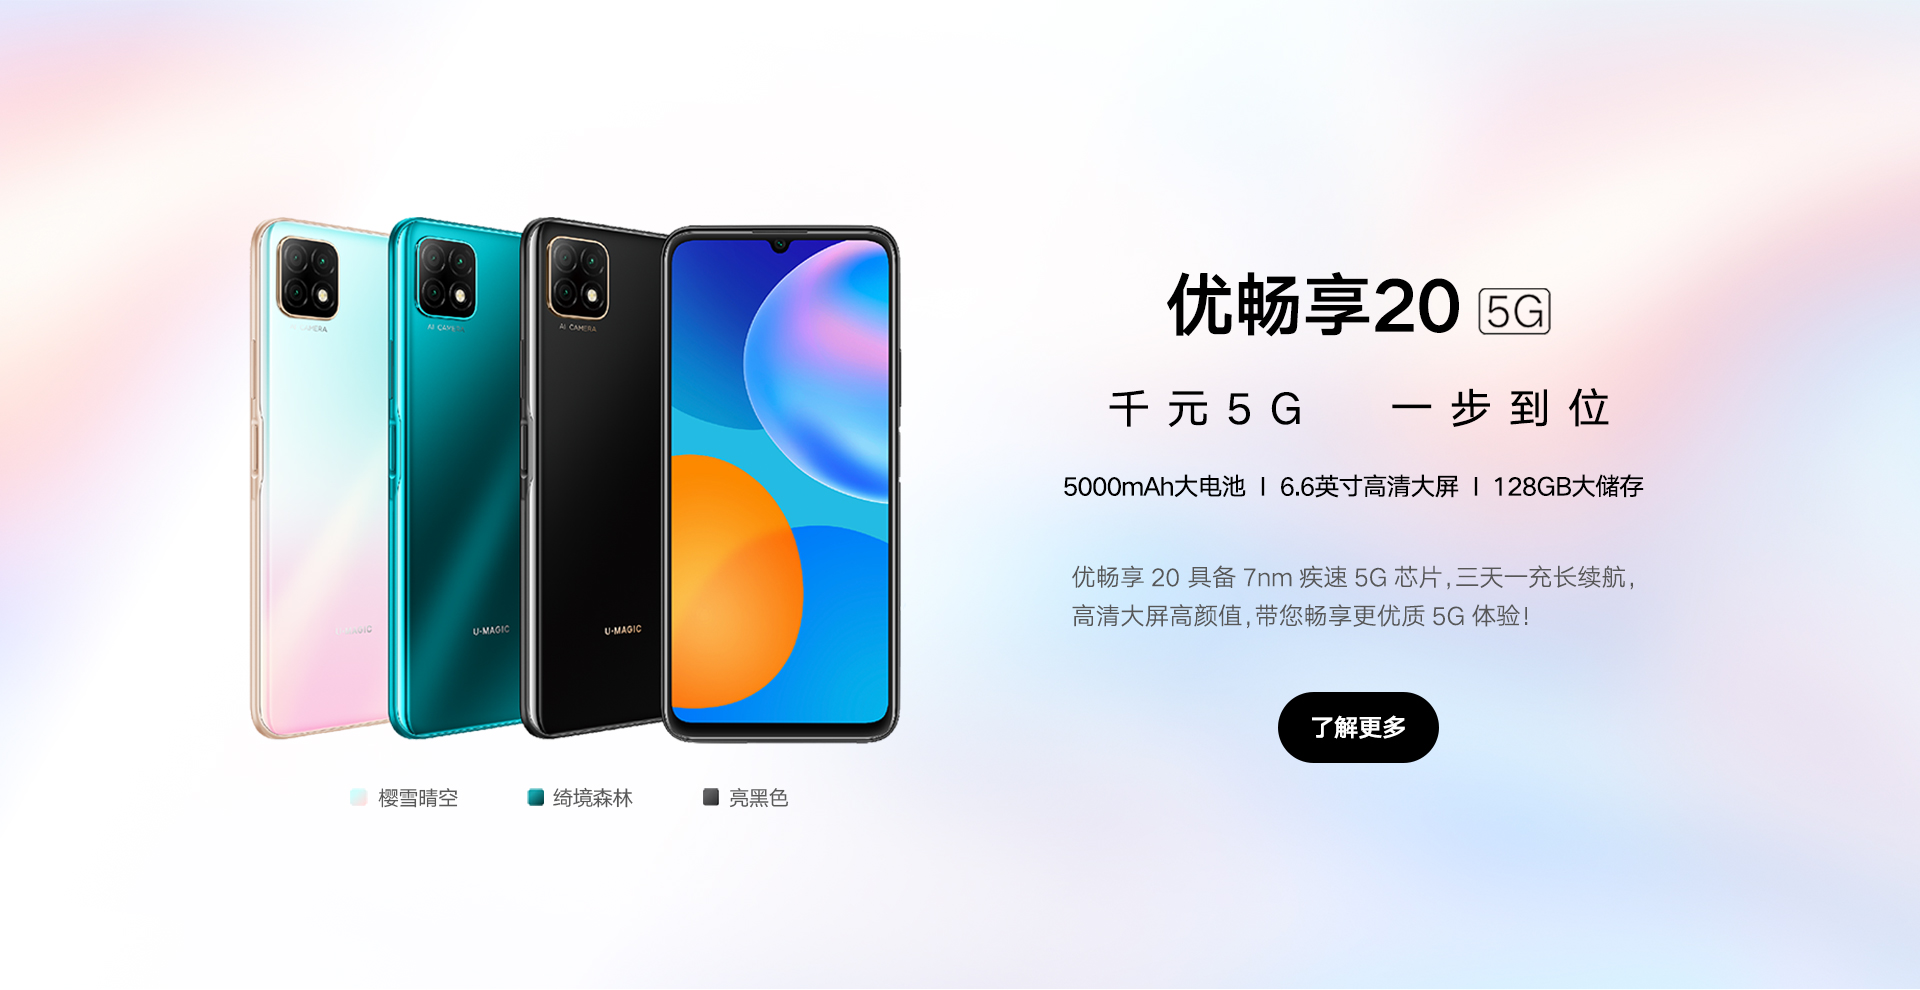 优畅享20 5G
千元5G 一步到位
5000mAh大电池 | 6.6英寸高清大屏 | 128GB大储存
优畅享 20 具备 7nm 疾速 5G 芯片,三天一充长续航,
高清大屏高颜值,带您畅享更优质 5G 体验!
了解更多
AI CAMERA
AI CAMERA
AI CAMERA
U-MAGIC
U-MAGIC
U-MAGIC
樱雪晴空
绮境森林
亮黑色